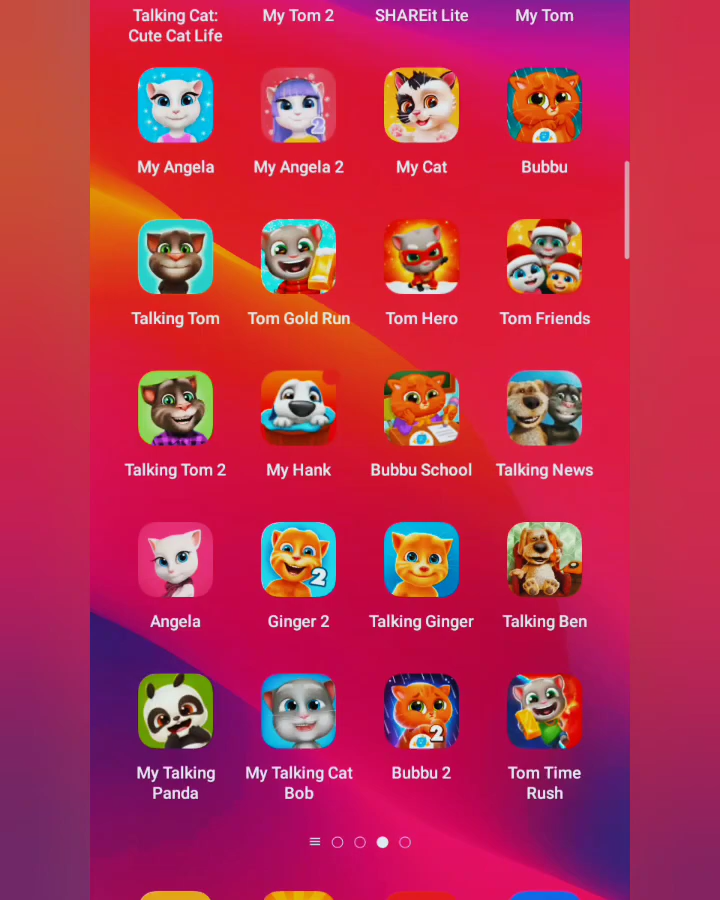 Talking Cat:
Cute Cat Life
My Tom 2
SHAREit Lite
My Tom
2
My Angela
My Angela 2
My Cat
Bubbu
Talking Tom
Tom Gold Run
Tom Hero
Tom Friends
Talking Tom 2
My Hank
Bubbu School
Talking News
2
Angela
Ginger 2
Talking Ginger
Talking Ben
2
My Talking
Panda
My Talking Cat
Bob
Bubbu 2
Tom Time
Rush